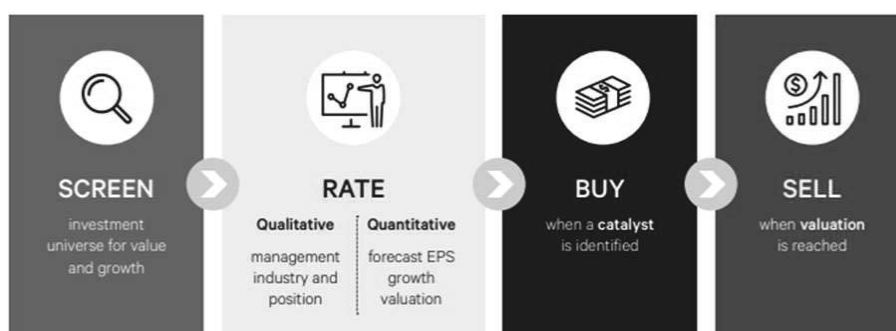 SCREEN
investment
universe for value
and growth
RATE
Qualitative
management
industry and
position
Quantitative
forecast EPS
growth
valuation
BUY
when a catalyst
is identified
SELL
when valuation
is reached